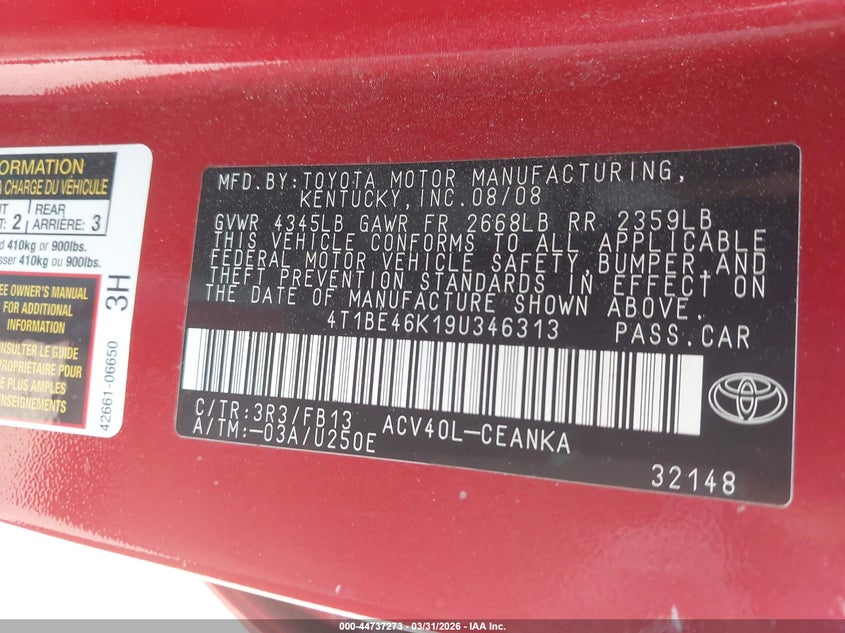 ORMATION
A CHARGE DU VÉHICULE
NT
T: 2
REAR
ARRIÈRE: 3
d 410kg or 900lbs.
sser 410kg ou 900lbs.
EE OWNER'S MANUAL
FOR ADDITIONAL
INFORMATION
CONSULTER LE GUIDE
PROPRIÉTAIRE POUR
PLUS AMPLES
ENSEIGNEMENTS
42661-06650
3H
MFD.BY:TOYOTA MOTOR MANUFACTURING,
KENTUCKY, INC.08/08
GVWR 4345LB GAWR FR 2668LB RR 2359LB
THIS VEHICLE CONFORMS TO ALL APPLICABLE
FEDERAL MOTOR VEHICLE SAFETY,BUMPER,AND
THEFT PREVENTION STANDARDS IN EFFECT ON
THE DATE OF MANUFACTURE SHOWN ABOVE.
4T1BE46K19U346313 PASS.CAR
C/TR:3R3/FB13 ACV40L-CEANKA
A/TM:-03A/U250E
32148
000-44737273 - 03/31/2026 - IAA Inc.